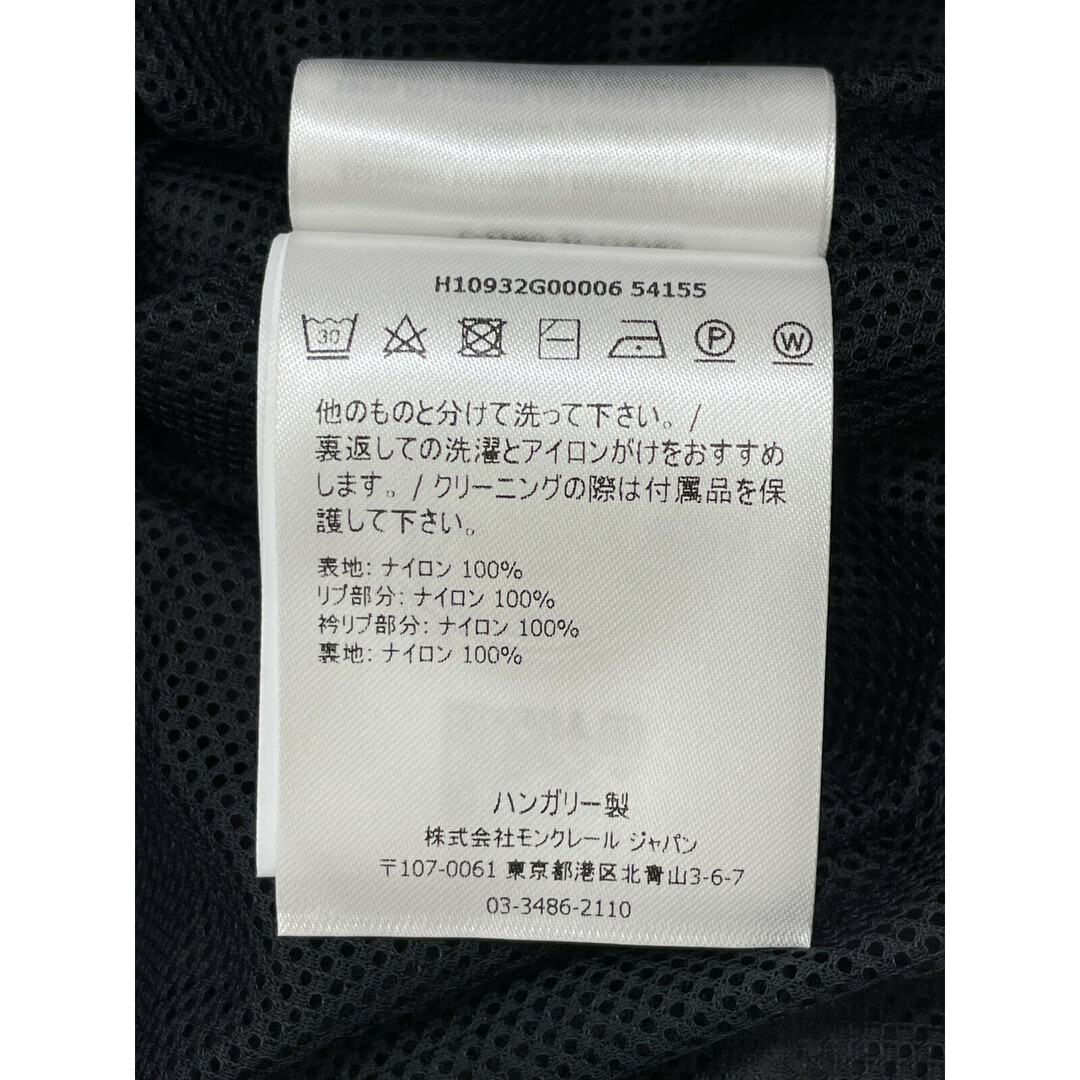 H10932G00006 54155
30
P
W
他のものと分けて洗って下さい。/
裏返しての洗濯とアイロンがけをおすすめ
します。/ クリーニングの際は付属品を保
護して下さい。
表地: ナイロン 100%
リブ部分: ナイロン 100%
衿リブ部分: ナイロン 100%
裏地: ナイロン 100%
ハンガリー製
株式会社モンクレール ジャパン
〒107-0061 東京都港区北青山3-6-7
03-3486-2110